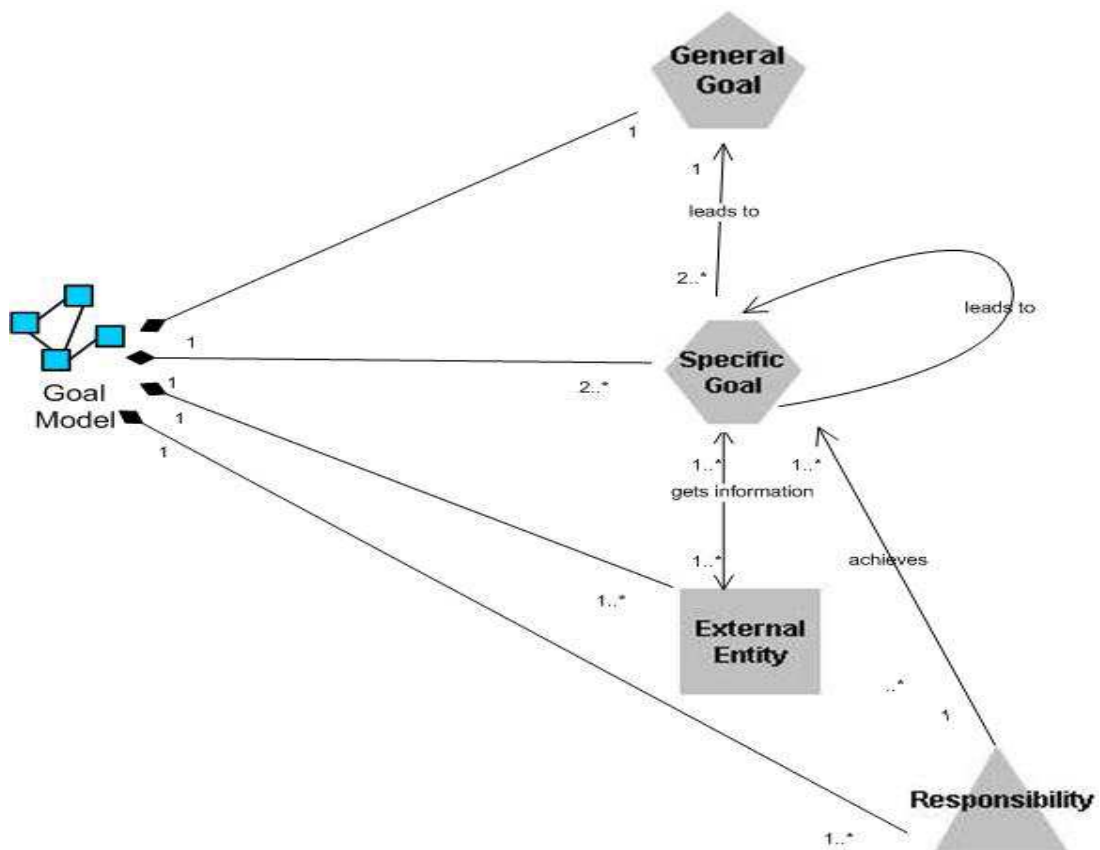 General
Goal
1
1
leads to
2..*
leads to
1
Specific
Goal
2..*
Goal
Model
1
1
1
1..*
1..*
gets information
1..*
achieves
1..*
External
Entity
..*
1
Responsibility
1..*